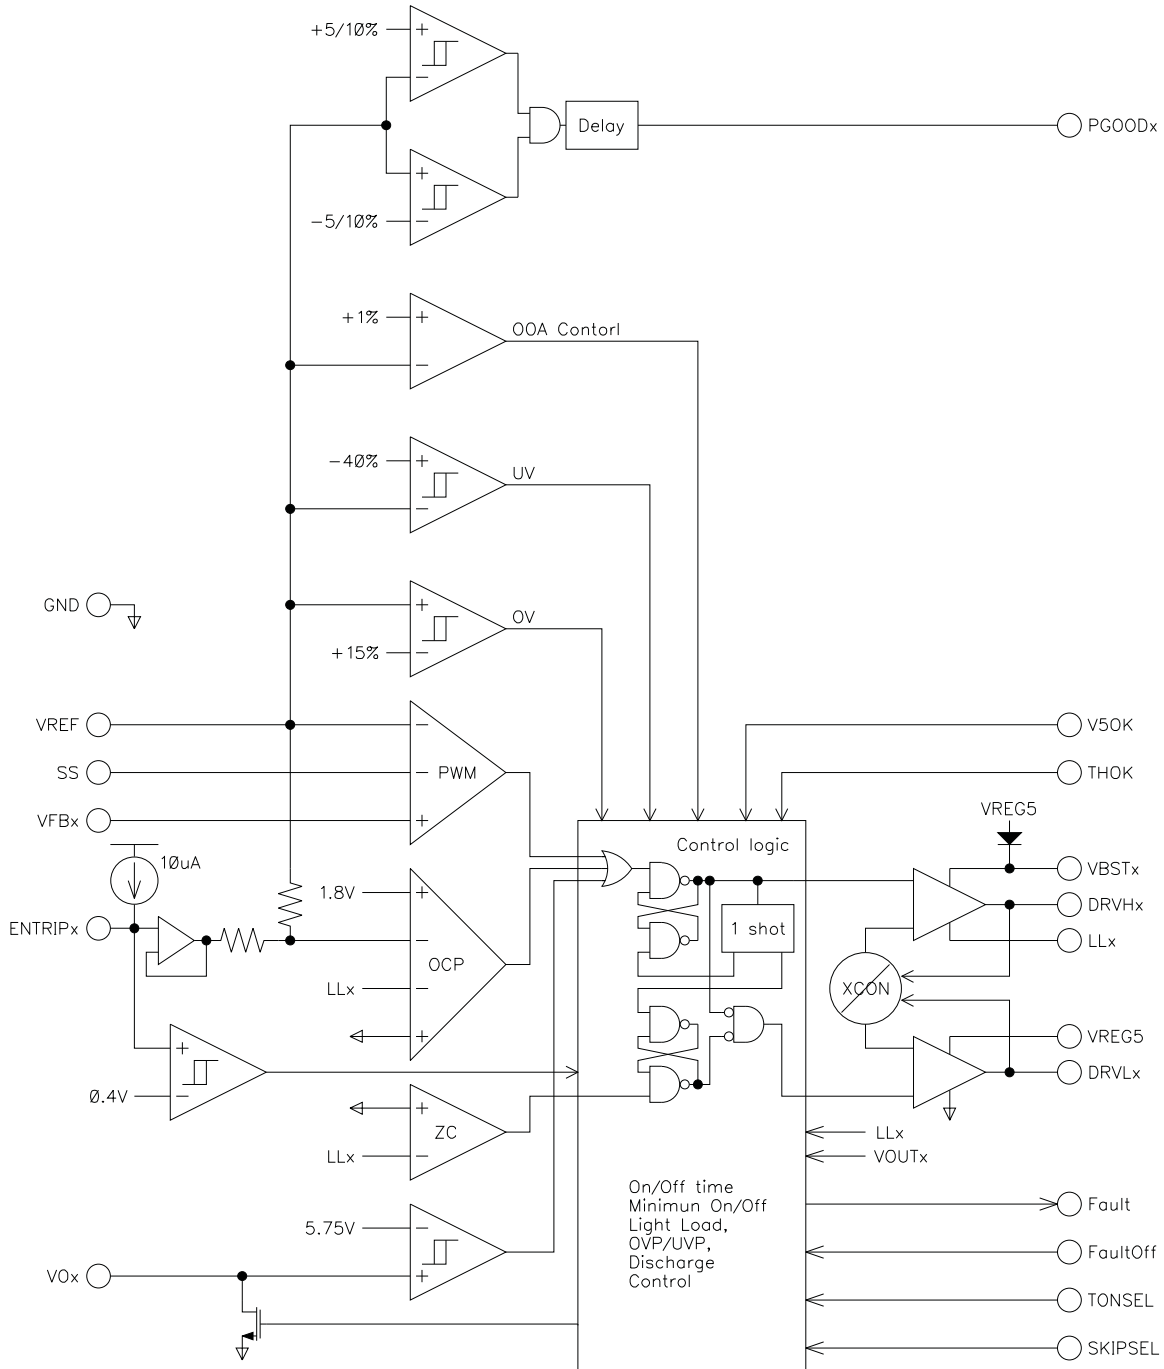 +5/10%
+
−
Delay
PGOODx
+
−5/10%
−
+1%
+
−
OOA Contorl
−40%
+
−
UV
GND
+
+15%
−
OV
VREF
−
SS
−
PWM
VFBx
+
V5OK
THOK
VREG5
Control logic
10uA
1.8V
+
VBSTx
DRVHx
ENTRIPx
−
LLx
1 shot
OCP
LLx
−
XCON
+
+
VREG5
0.4V
−
DRVLx
+
ZC
LLx
−
LLx
VOUTx
On/Off time
Minimun On/Off
Light Load,
OVP/UVP,
Discharge
Control
Fault
5.75V
−
FaultOff
VOx
+
TONSEL
SKIPSEL